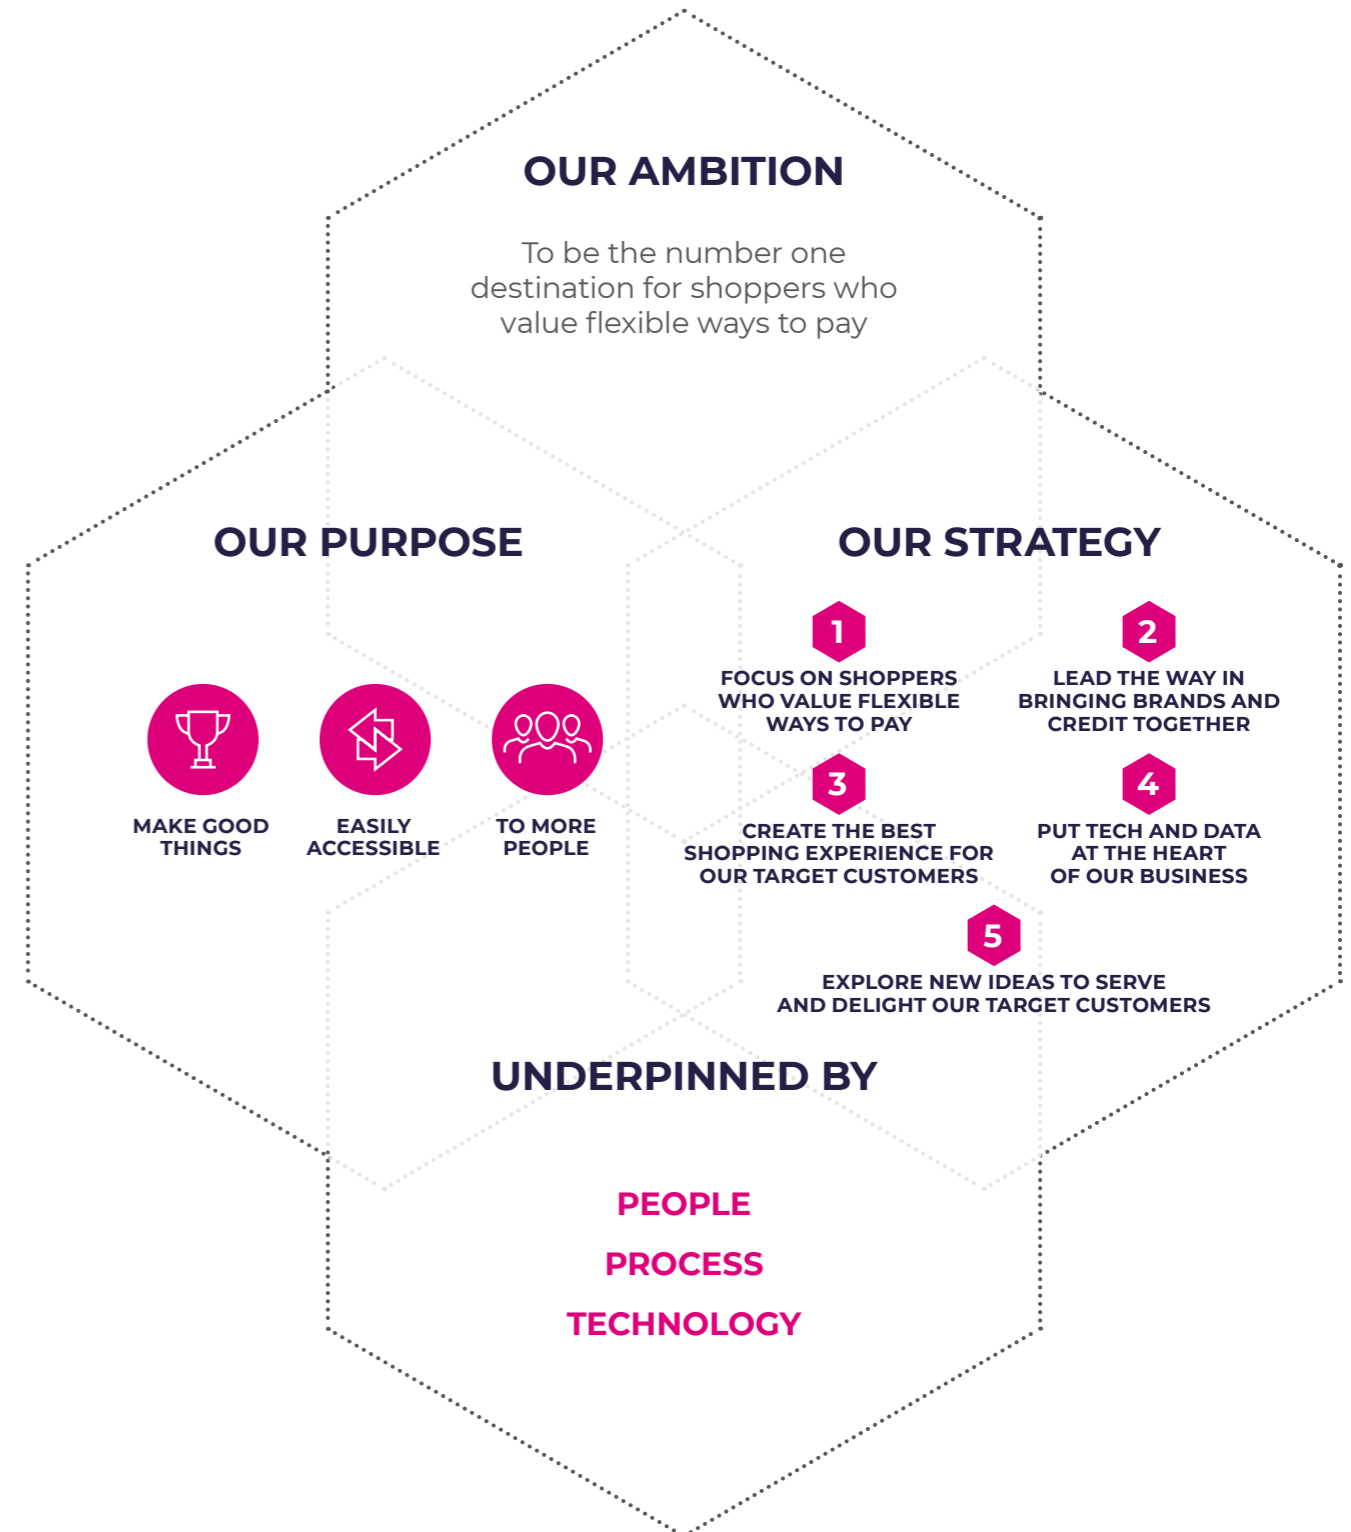 OUR AMBITION
To be the number one
destination for shoppers who
value flexible ways to pay
OUR PURPOSE
MAKE GOOD
THINGS
EASILY
ACCESSIBLE
TO MORE
PEOPLE
OUR STRATEGY
1
FOCUS ON SHOPPERS
WHO VALUE FLEXIBLE
WAYS TO PAY
2
LEAD THE WAY IN
BRINGING BRANDS AND
CREDIT TOGETHER
3
CREATE THE BEST
SHOPPING EXPERIENCE FOR
OUR TARGET CUSTOMERS
4
PUT TECH AND DATA
AT THE HEART
OF OUR BUSINESS
5
EXPLORE NEW IDEAS TO SERVE
AND DELIGHT OUR TARGET CUSTOMERS
UNDERPINNED BY
PEOPLE
PROCESS
TECHNOLOGY